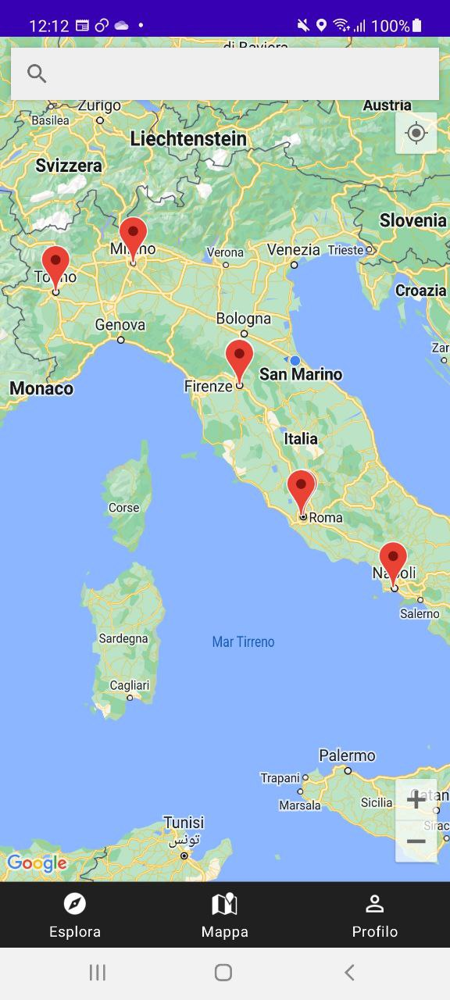 12:12
100%
di Baviera
Zurigo
Austria
Basilea
Liechtenstein
Svizzera
Slovenia
Milano
Verona
Venezia
Trieste
Torino
Croazia
Bologna
Genova
Zar
San Marino
Firenze
Monaco
Italia
Corse
Roma
Napoli
Salerno
Sardegna
Mar Tirreno
Cagliari
Palermo
Trapani
Catan
Marsala
Sicilia
Sirac
Tunisi
تونس
Google
Esplora
Mappa
Profilo